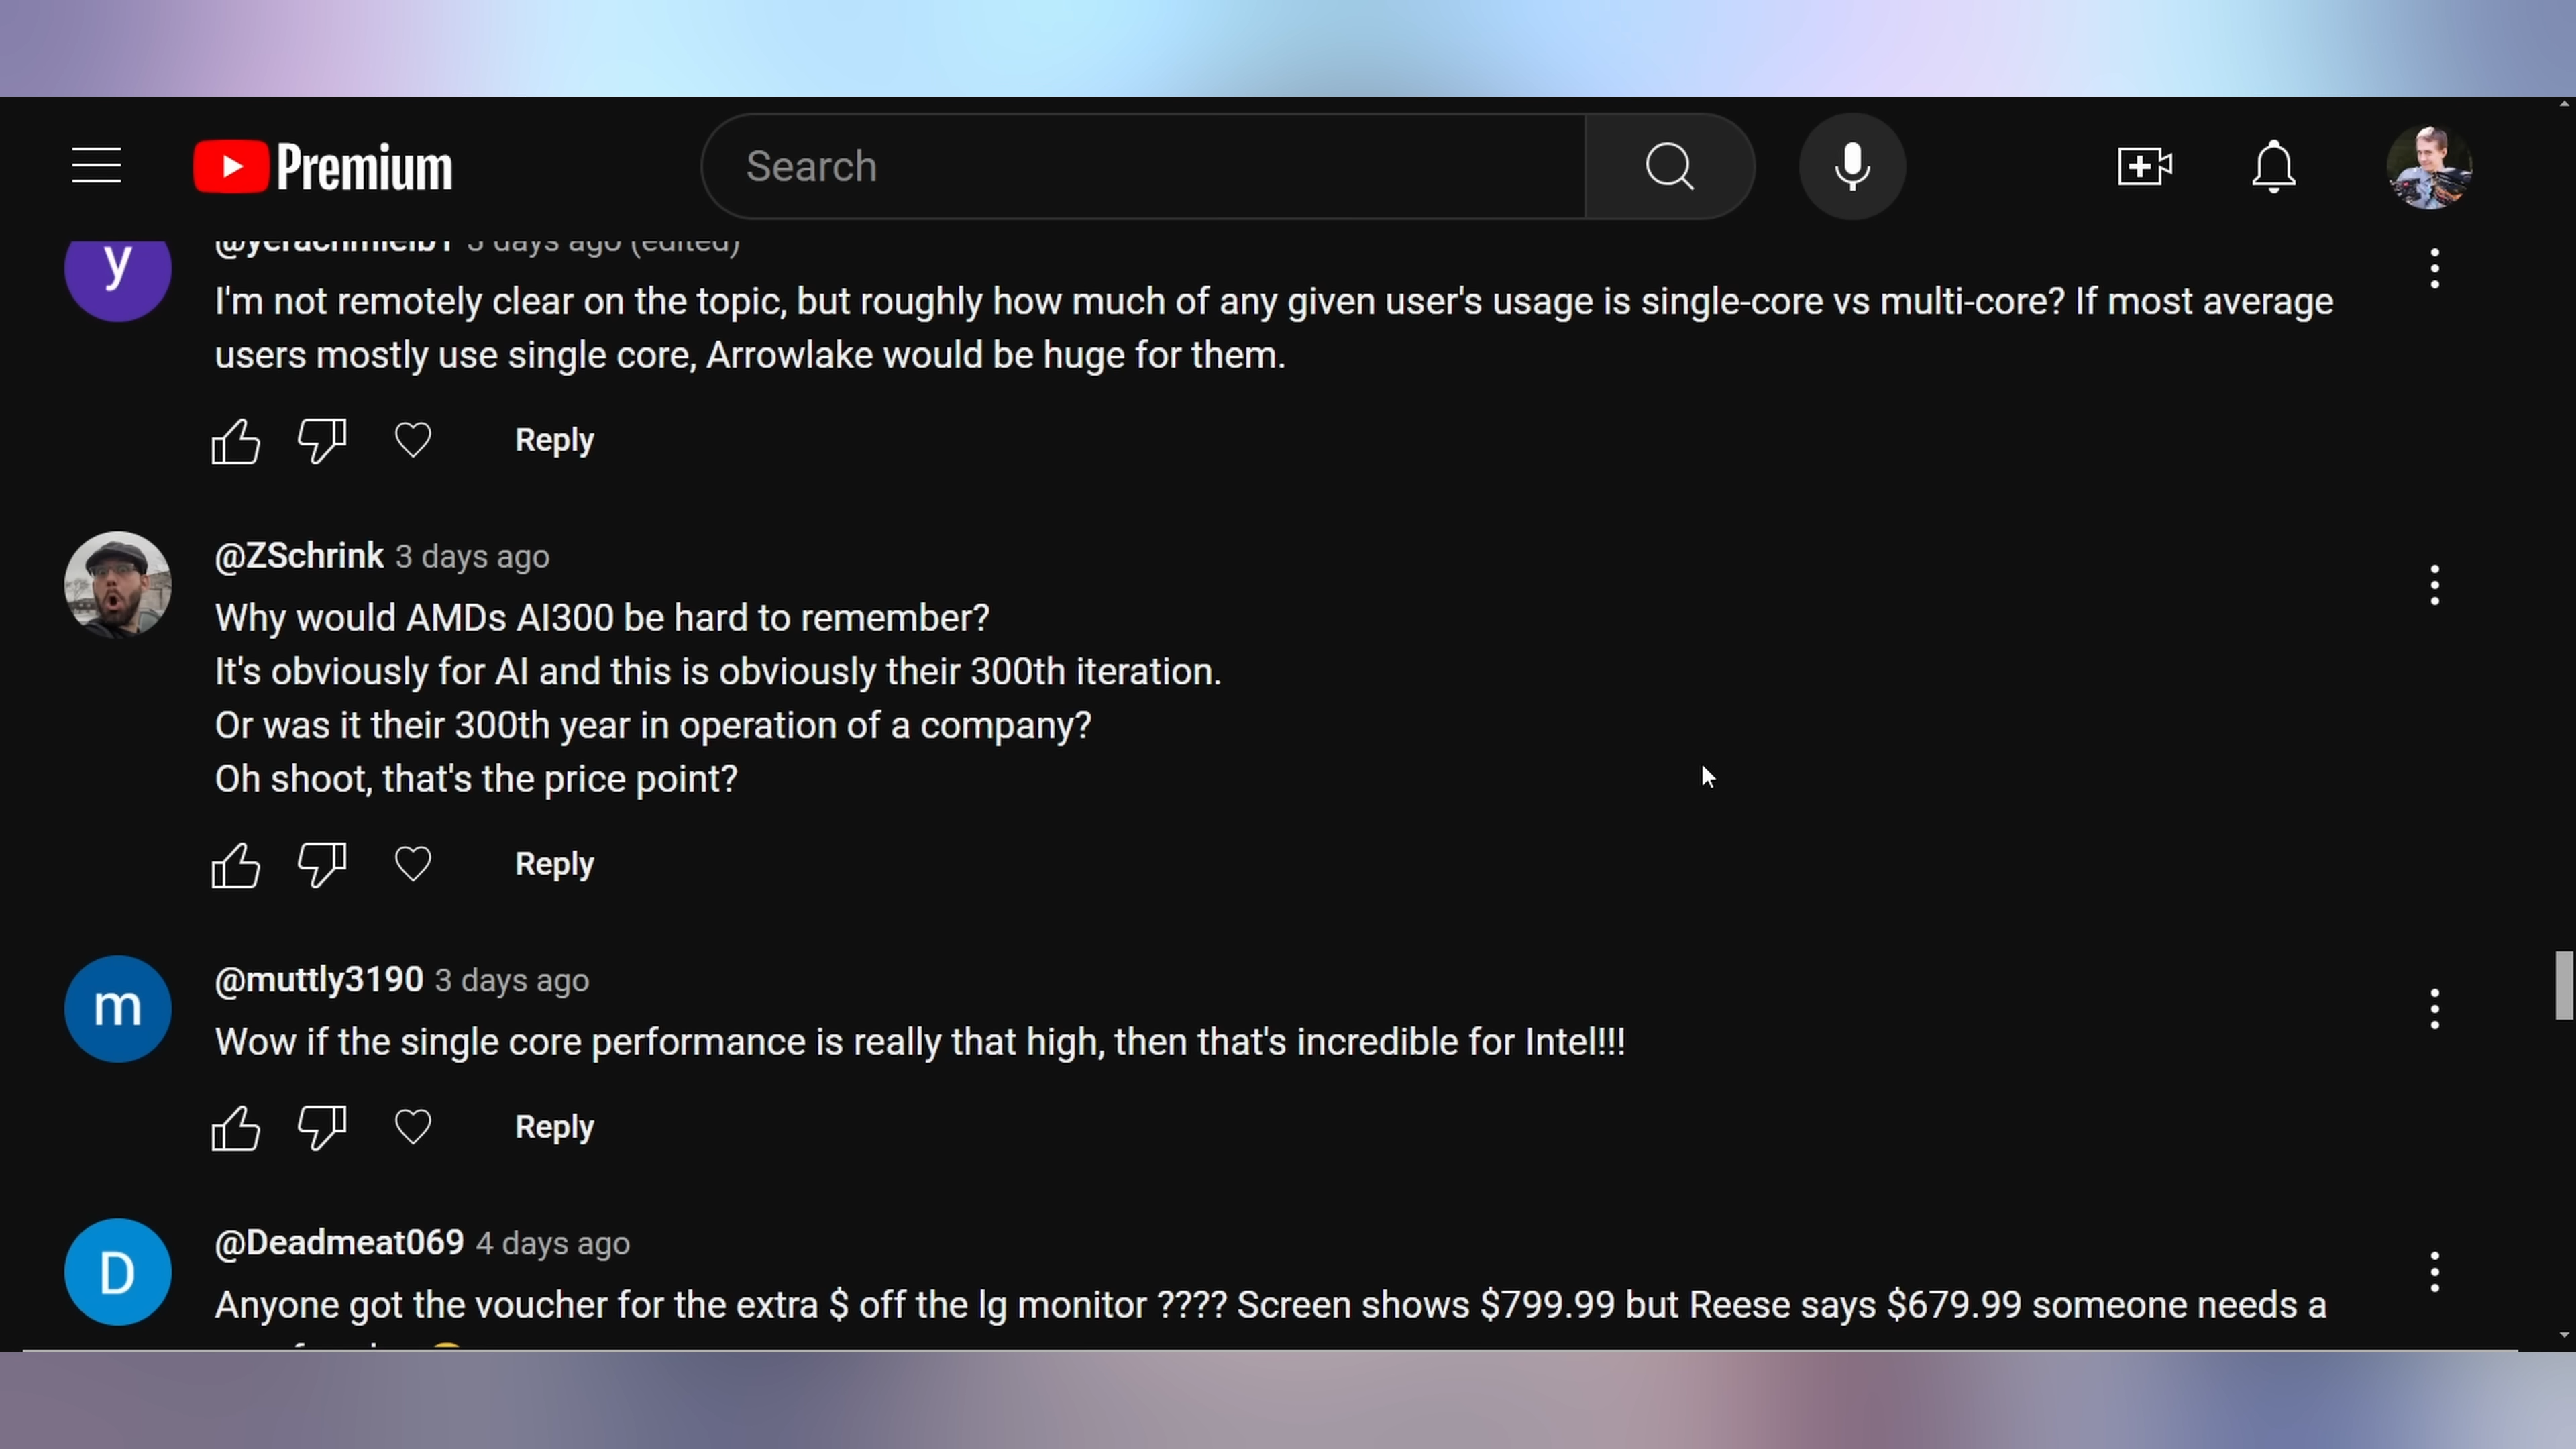 Premium
Search
y
3 days ago (edited)
I'm not remotely clear on the topic, but roughly how much of any given user's usage is single-core vs multi-core? If most average
users mostly use single core, Arrowlake would be huge for them.
Reply
@ZSchrink 3 days ago
Why would AMDs AI300 be hard to remember?
It's obviously for AI and this is obviously their 300th iteration.
Or was it their 300th year in operation of a company?
Oh shoot, that's the price point?
Reply
m
@muttly3190 3 days ago
Wow if the single core performance is really that high, then that's incredible for Intel!!!
Reply
D
@Deadmeat069 4 days ago
Anyone got the voucher for the extra $ off the lg monitor ???? Screen shows $799.99 but Reese says $679.99 someone needs a